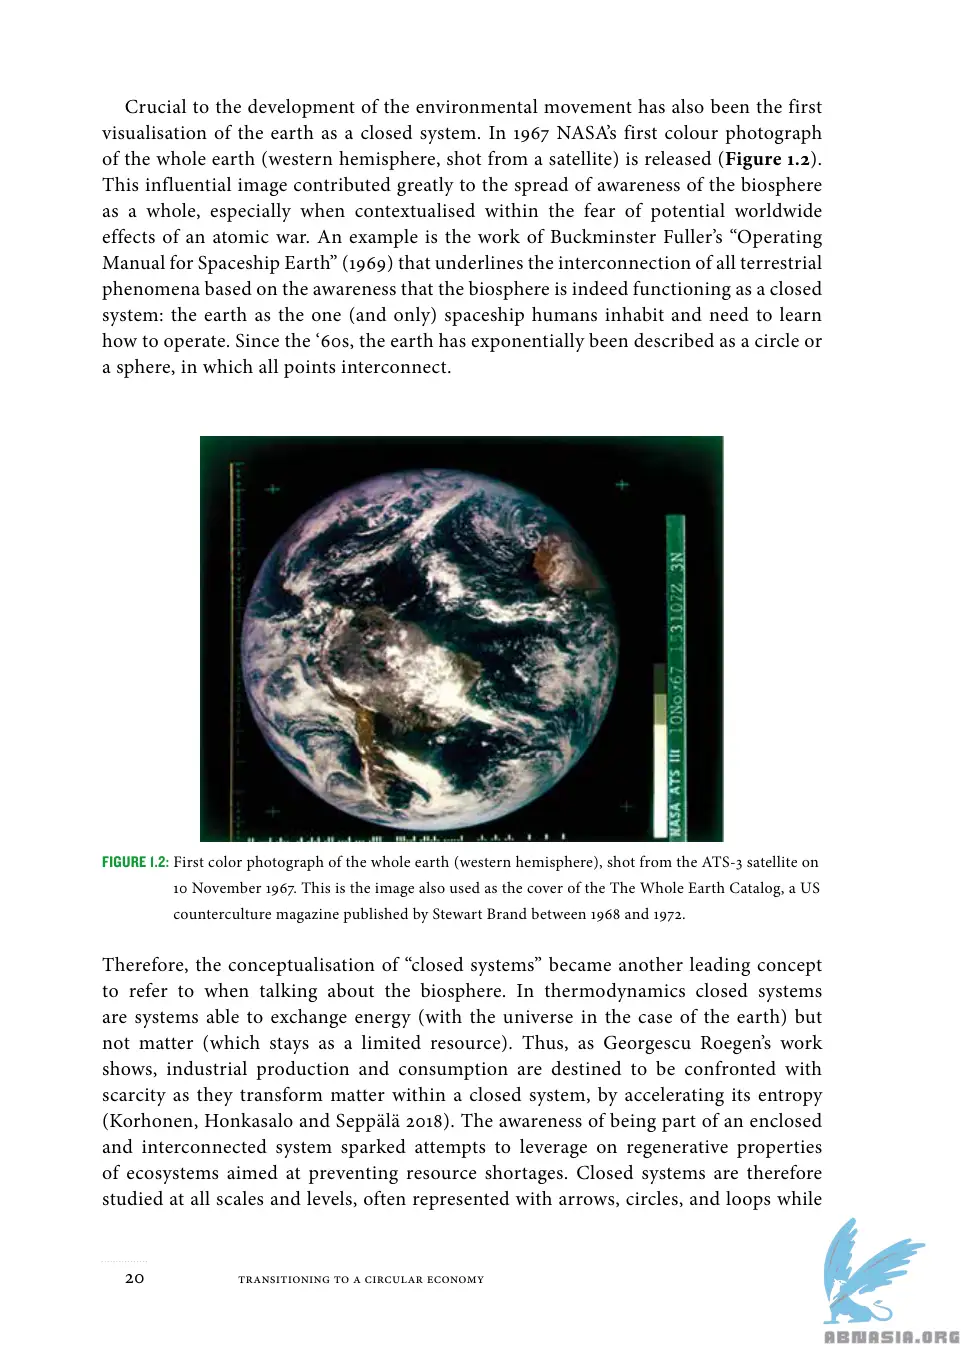 Crucial to the development of the environmental movement has also been the first
visualisation of the earth as a closed system. In 1967 NASA’s first colour photograph
of the whole earth (western hemisphere, shot from a satellite) is released (Figure 1.2).
This influential image contributed greatly to the spread of awareness of the biosphere
as a whole, especially when contextualised within the fear of potential worldwide
effects of an atomic war. An example is the work of Buckminster Fuller’s “Operating
Manual for Spaceship Earth” (1969) that underlines the interconnection of all terrestrial
phenomena based on the awareness that the biosphere is indeed functioning as a closed
system: the earth as the one (and only) spaceship humans inhabit and need to learn
how to operate. Since the ‘60s, the earth has exponentially been described as a circle or
a sphere, in which all points interconnect.
NASA ATS III 10Nov67 153107Z 3N
FIGURE 1.2: First color photograph of the whole earth (western hemisphere), shot from the ATS-3 satellite on
10 November 1967. This is the image also used as the cover of the The Whole Earth Catalog, a US
counterculture magazine published by Stewart Brand between 1968 and 1972.
Therefore, the conceptualisation of “closed systems” became another leading concept
to refer to when talking about the biosphere. In thermodynamics closed systems
are systems able to exchange energy (with the universe in the case of the earth) but
not matter (which stays as a limited resource). Thus, as Georgescu Roegen’s work
shows, industrial production and consumption are destined to be confronted with
scarcity as they transform matter within a closed system, by accelerating its entropy
(Korhonen, Honkasalo and Seppälä 2018). The awareness of being part of an enclosed
and interconnected system sparked attempts to leverage on regenerative properties
of ecosystems aimed at preventing resource shortages. Closed systems are therefore
studied at all scales and levels, often represented with arrows, circles, and loops while
20 TRANSITIONING TO A CIRCULAR ECONOMY
ABNASIA.ORG